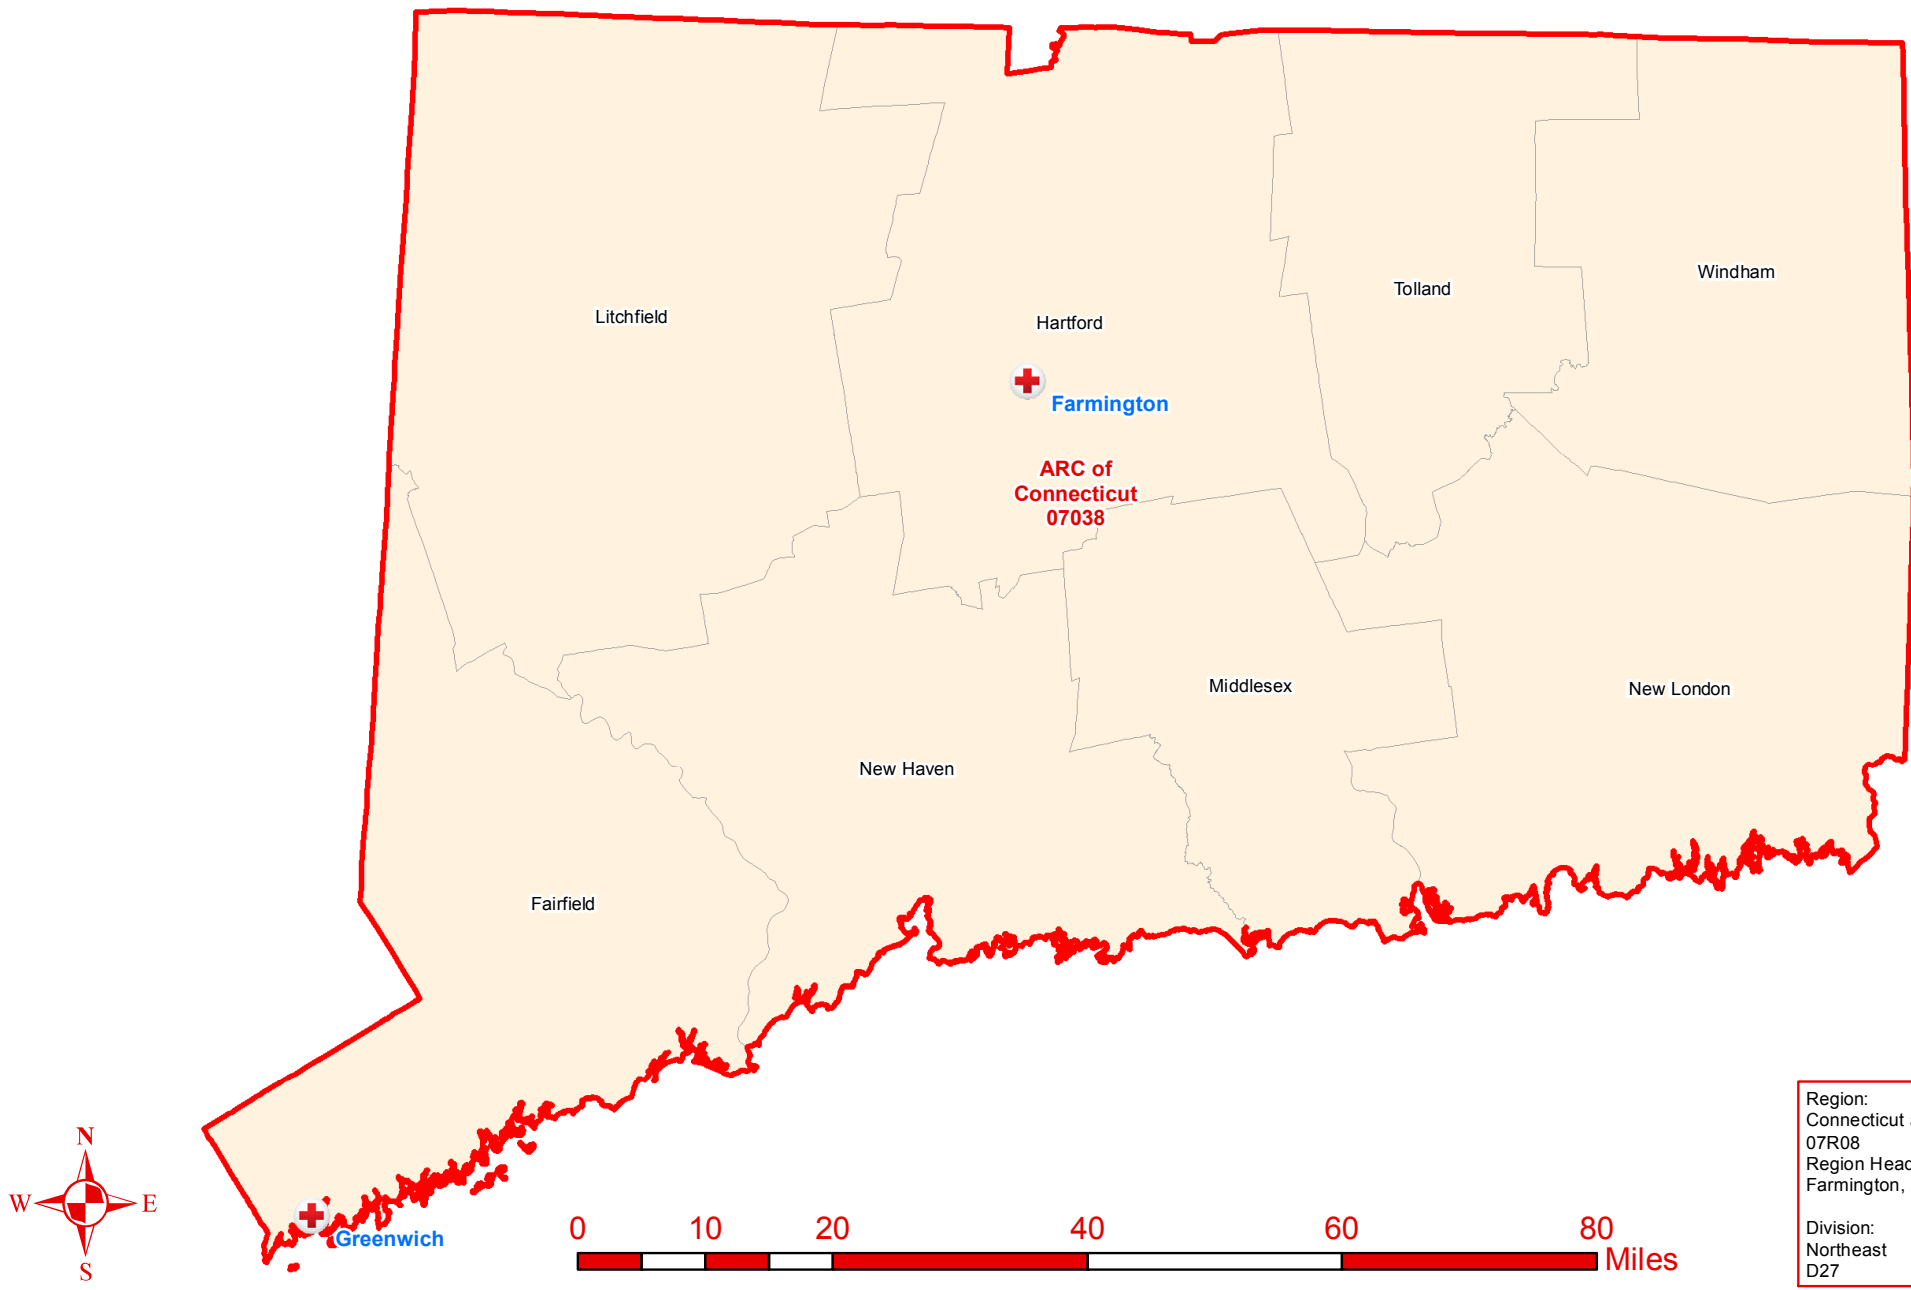 Litchfield
Hartford
Tolland
Windham
Farmington
ARC of
Connecticut
07038
Middlesex
New London
New Haven
Fairfield
Greenwich
N
W
E
S
0 10 20 40 60 80
Miles
Region:
Connecticut
07R08
Region Head
Farmington,
Division:
Northeast
D27